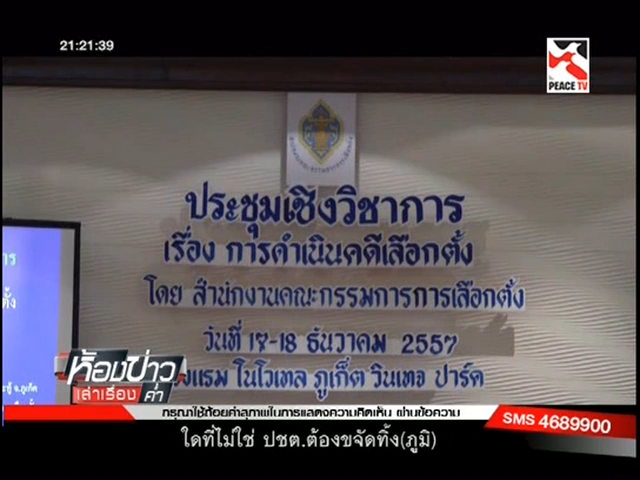 21:21:39
PEACE TV
ประชุมเชิงวิชาการ
เรื่อง การดำเนินคดีเลือกตั้ง
โดย สำนักงานคณะกรรมการการเลือกตั้ง
วันที่ 17-18 ธันวาคม 2557
โนโวเทล ภูเก็ต วินเทจ ปาร์ค
ห้องข่าว
เล่าเรื่อง ค่ำ
กรุณาใช้ถ้อยคำสุภาพในการแสดงความคิดเห็น ผ่านข้อความ
SMS 4689900
ใดที่ไม่ใช่ ปชต.ต้องขจัดทิ้ง(ภูมิ)